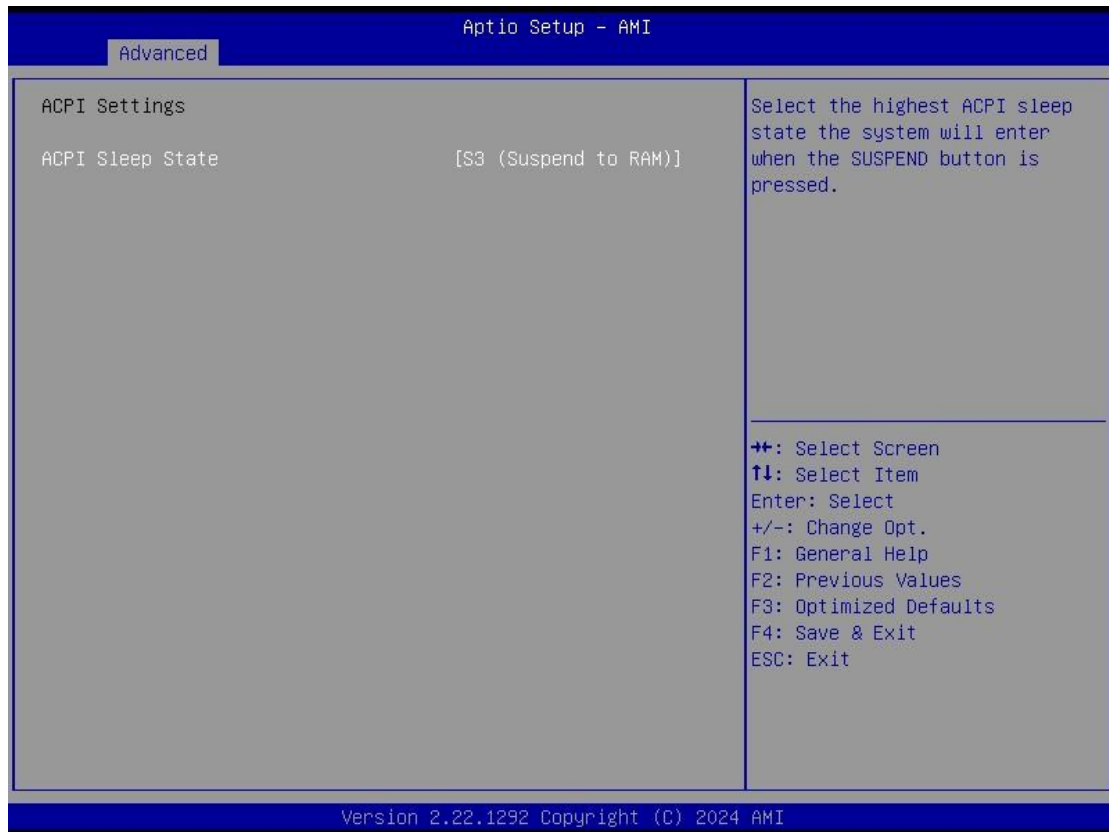 Aptio Setup – AMI
Advanced
ACPI Settings
ACPI Sleep State [S3 (Suspend to RAM)]
Select the highest ACPI sleep
state the system will enter
when the SUSPEND button is
pressed.
→←: Select Screen
↑↓: Select Item
Enter: Select
+/-: Change Opt.
F1: General Help
F2: Previous Values
F3: Optimized Defaults
F4: Save & Exit
ESC: Exit
Version 2.22.1292 Copyright (C) 2024 AMI